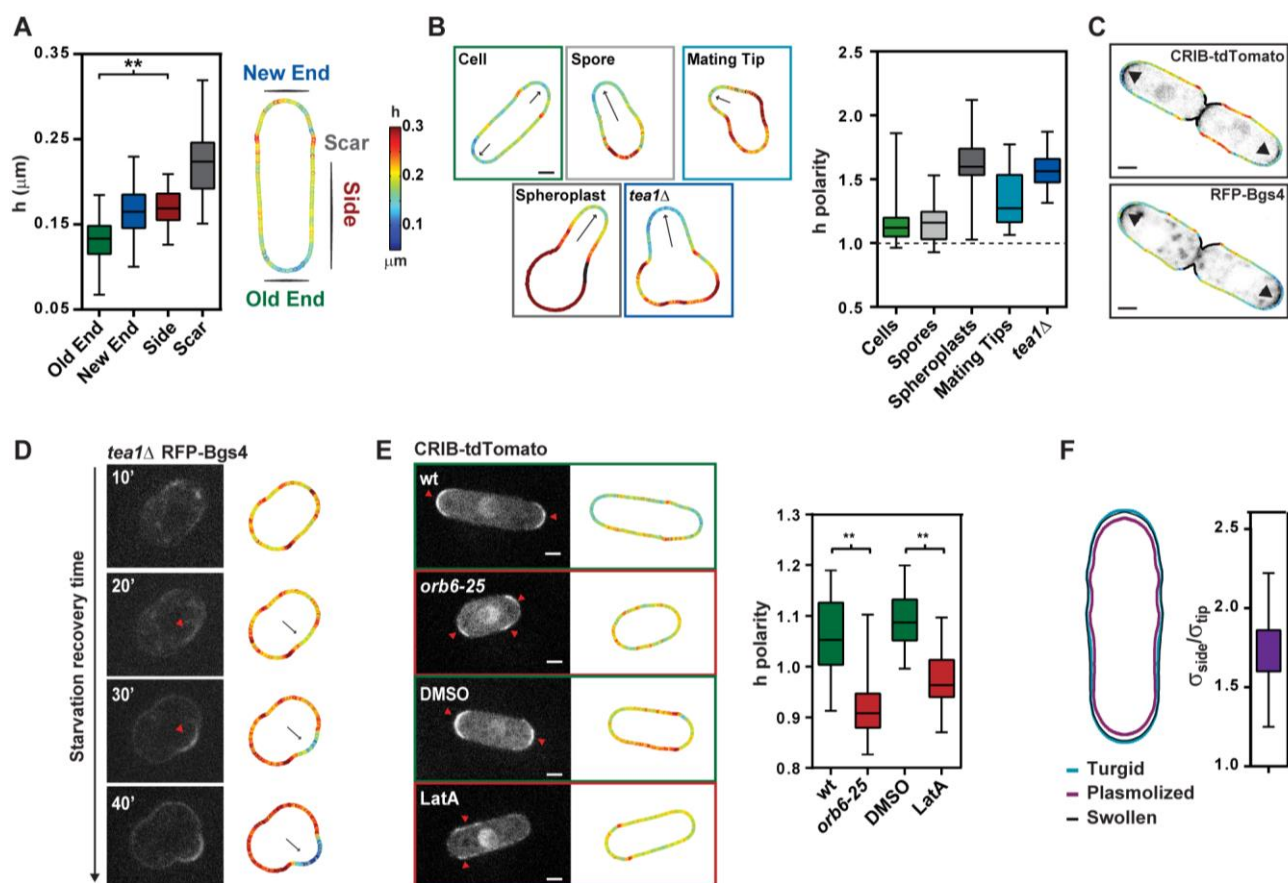 A
0.35
0.25
0.15
0.05
h (μm)
**
Old End
New End
Side
Scar
New End
Scar
Side
Old End
h
0.3
0.2
0.1
0
μm
B
Cell
Spore
Mating Tip
Spheroplast
tea1Δ
2.5
2.0
1.5
1.0
0.5
h polarity
Cells
Spores
Spheroplasts
Mating Tips
tea1Δ
C
CRIB-tdTomato
RFP-Bgs4
D
tea1Δ RFP-Bgs4
Starvation recovery time
10'
20'
30'
40'
E
CRIB-tdTomato
wt
orb6-25
DMSO
LatA
1.3
1.2
1.1
1.0
0.9
0.8
h polarity
**
**
wt
orb6-25
DMSO
LatA
F
Turgid
Plasmolized
Swollen
2.5
2.0
1.5
1.0
σside/σtip